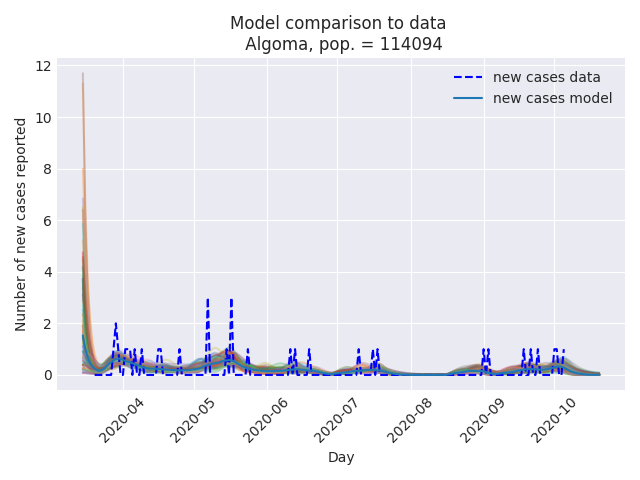 Model comparison to data
Algoma, pop. = 114094
new cases data
new cases model
Number of new cases reported
12
10
8
6
4
2
0
2020-04
2020-05
2020-06
2020-07
2020-08
2020-09
2020-10
Day